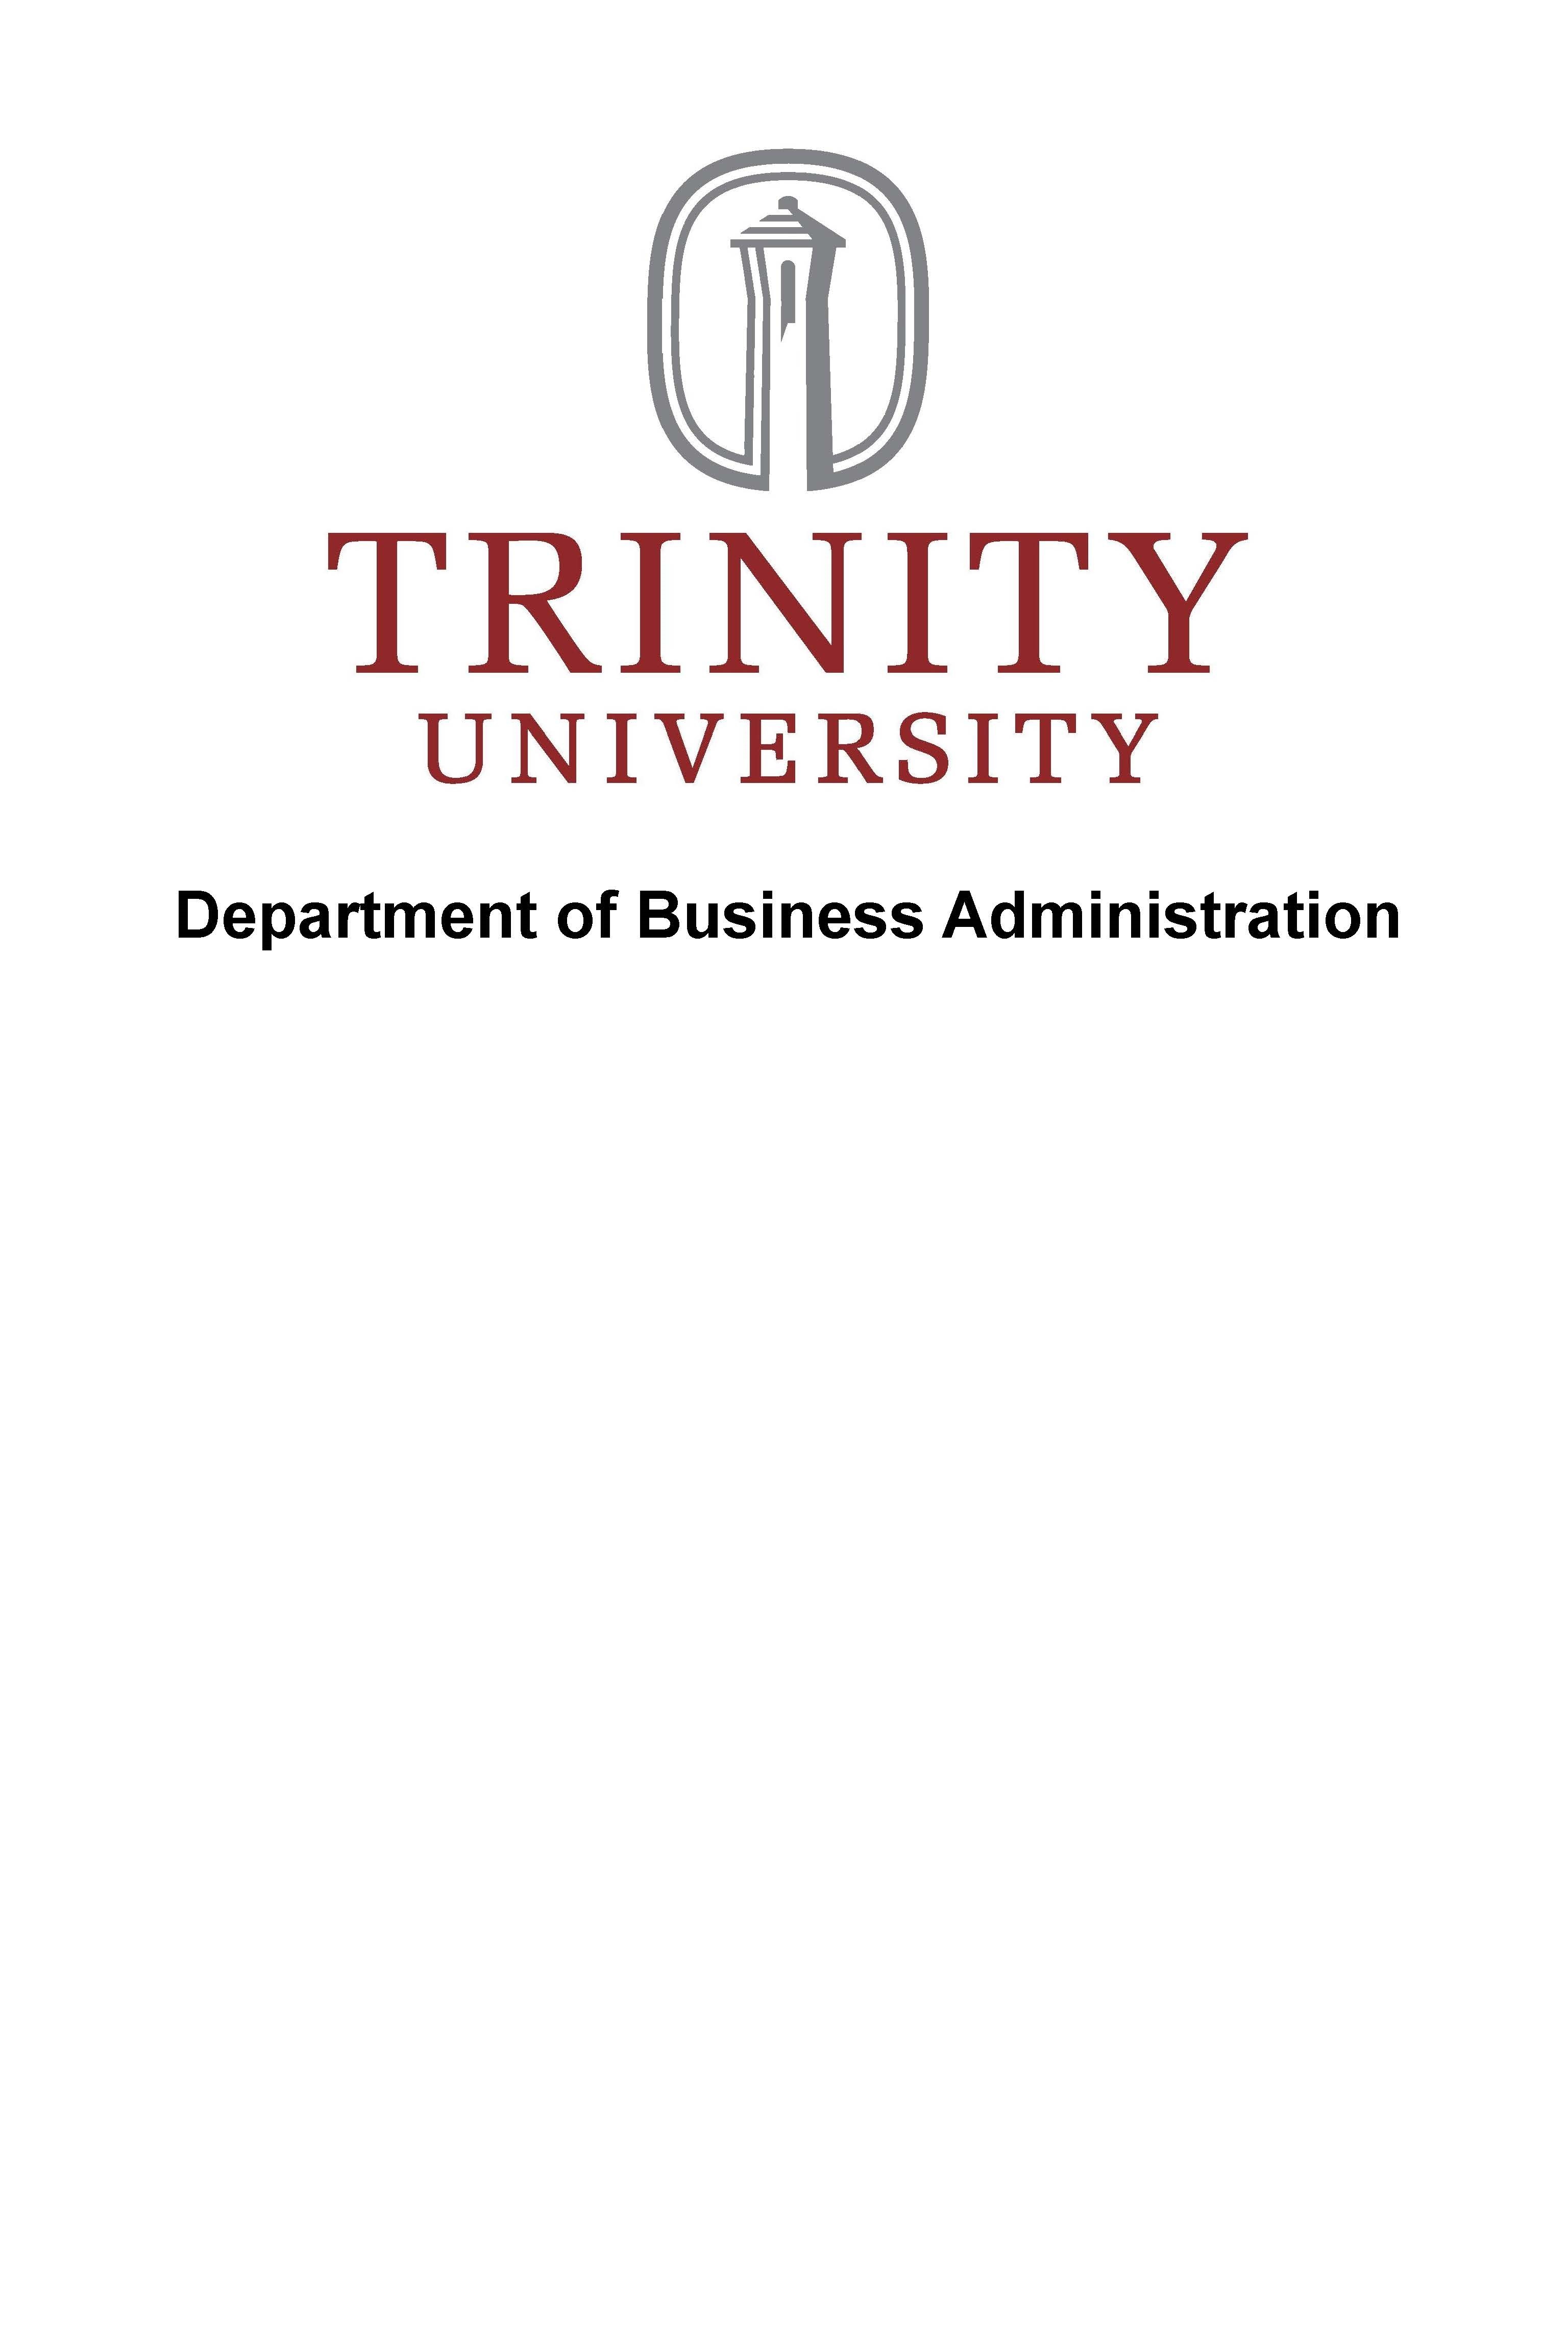 TRINITY
UNIVERSITY
Department of Business Administration